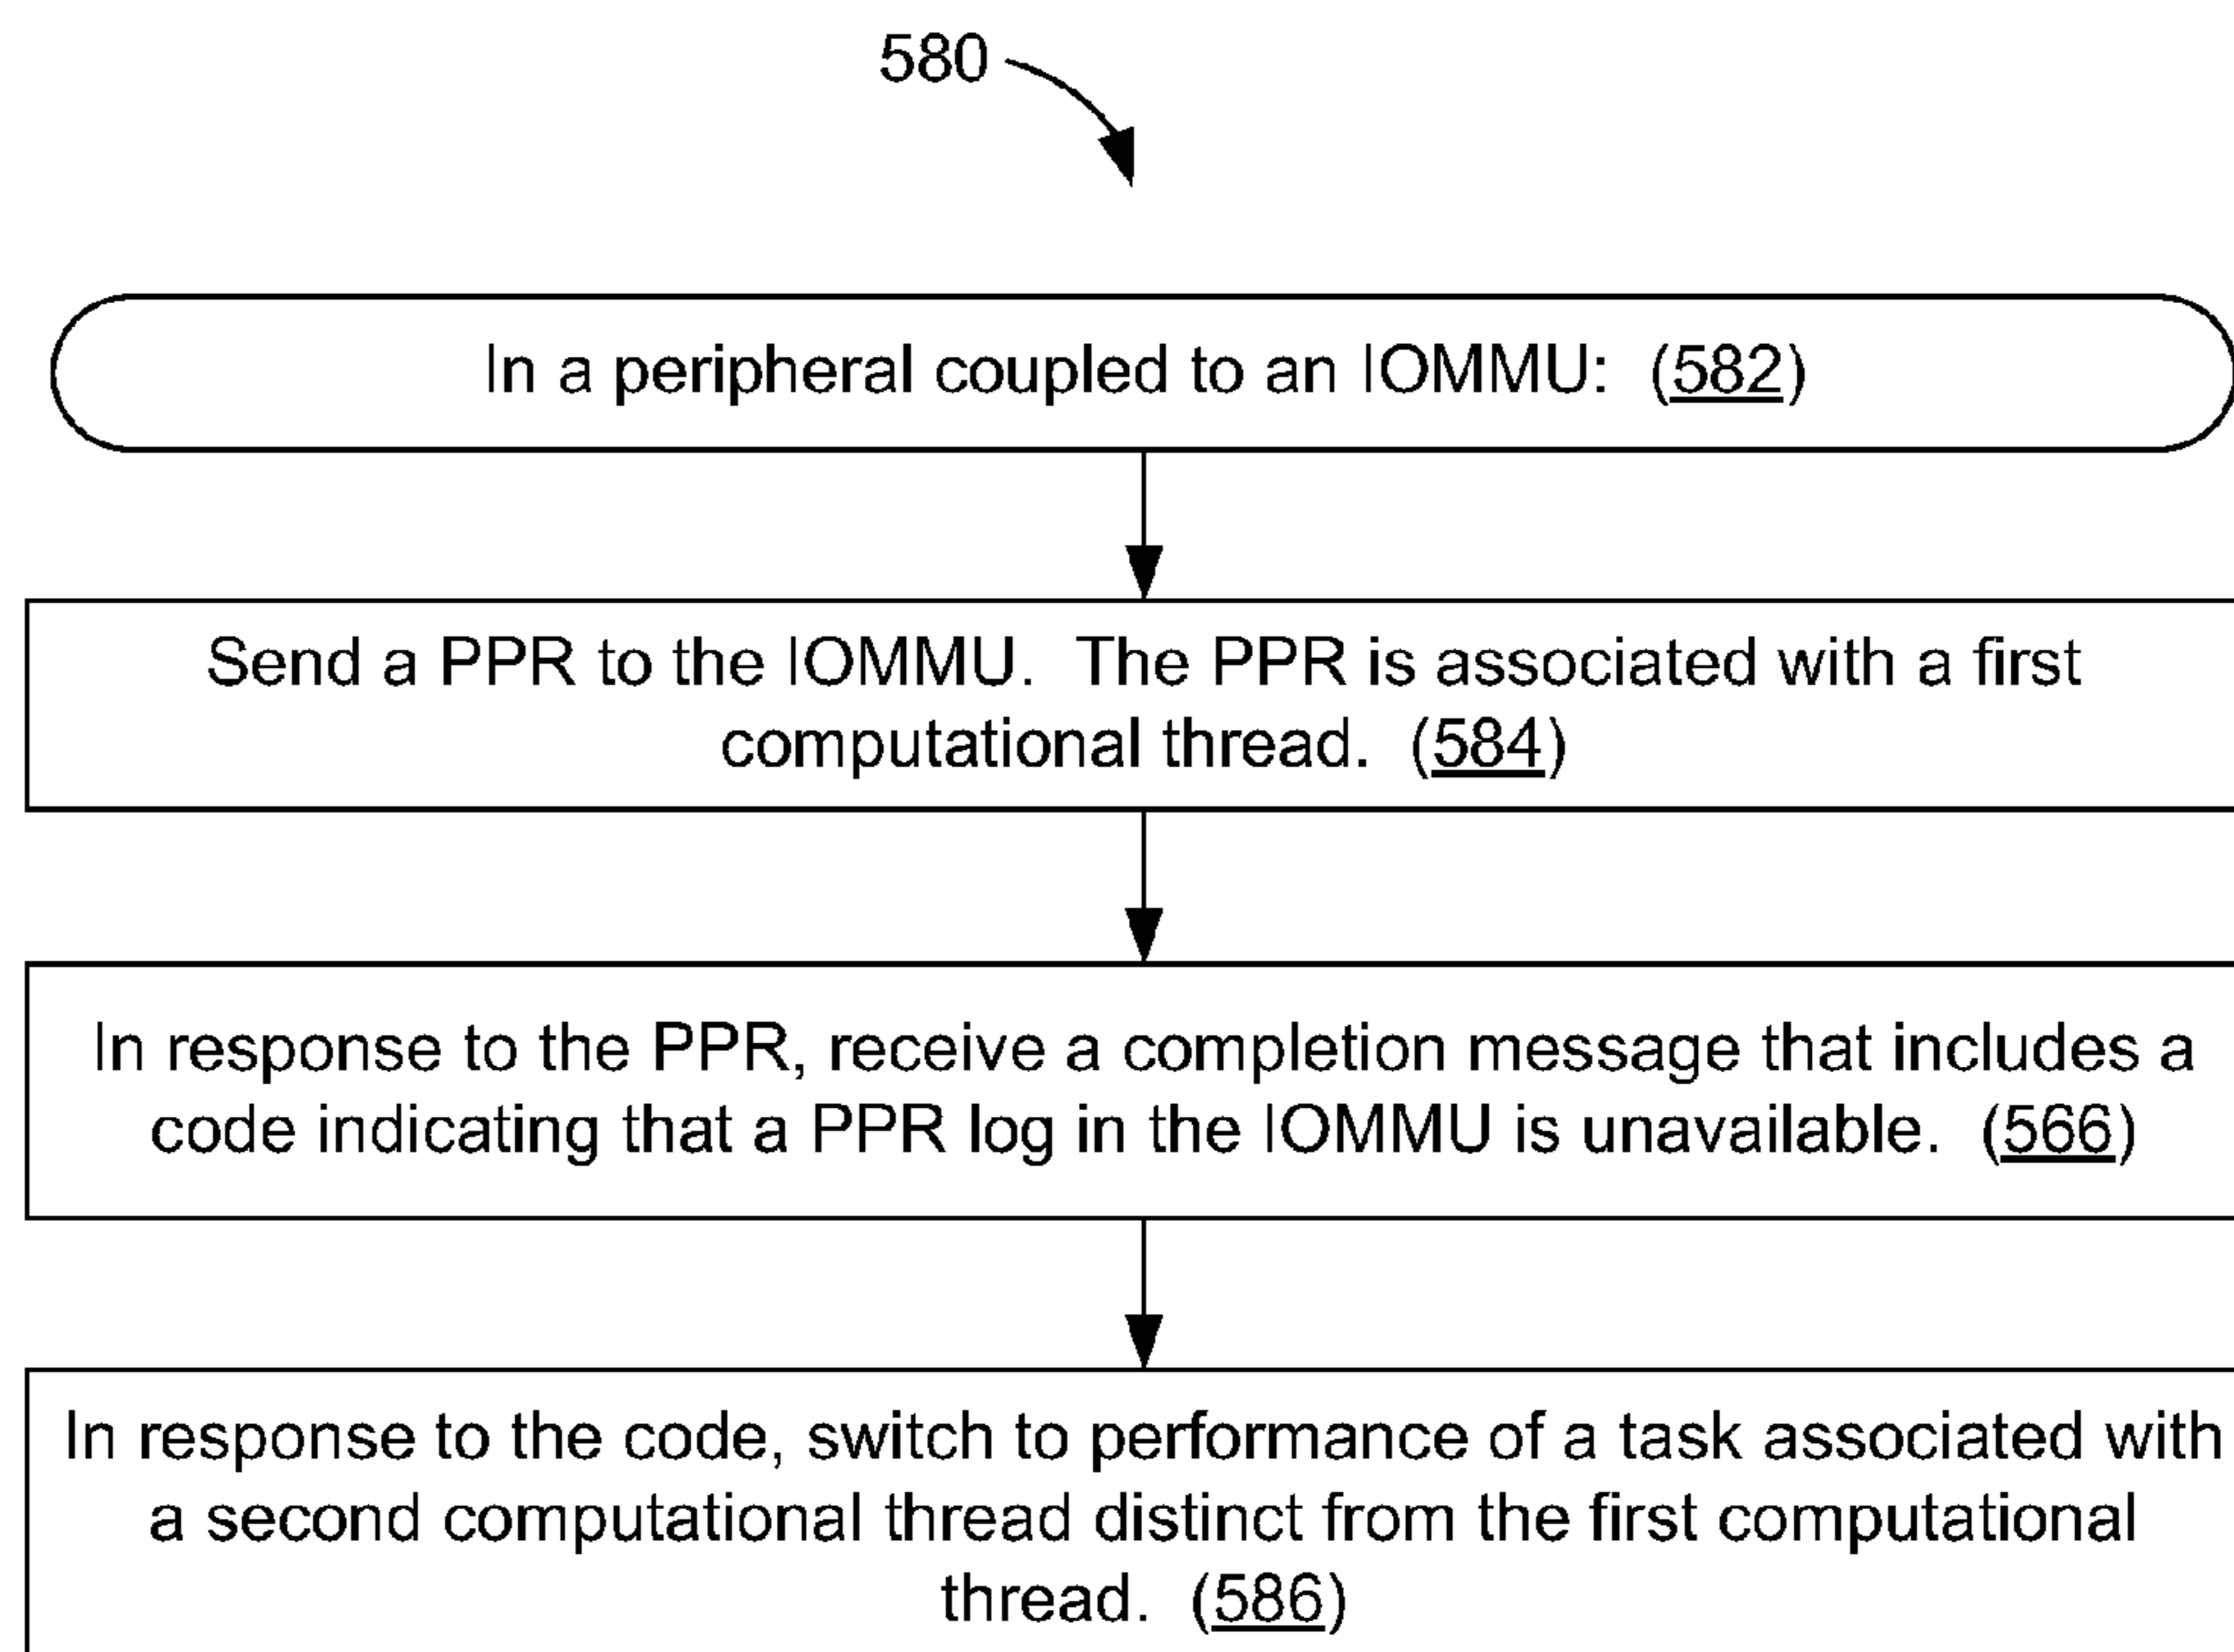 580
In a peripheral coupled to an IOMMU: (582)
Send a PPR to the IOMMU. The PPR is associated with a first
computational thread. (584)
In response to the PPR, receive a completion message that includes a
code indicating that a PPR log in the IOMMU is unavailable. (566)
In response to the code, switch to performance of a task associated with
a second computational thread distinct from the first computational
thread. (586)